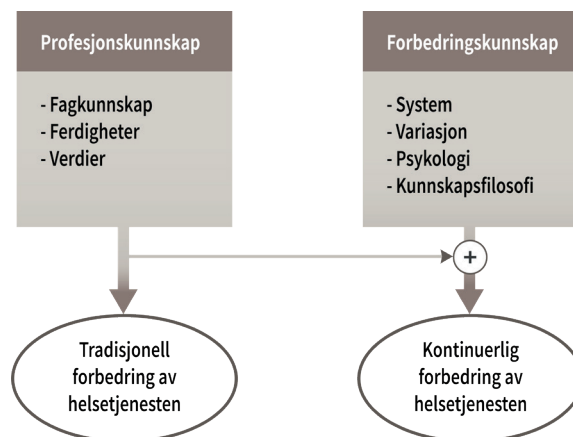 Profesjonskunnskap
- Fagkunnskap
- Ferdigheter
- Verdier
Forbedringskunnskap
- System
- Variasjon
- Psykologi
- Kunnskapsfilosofi
+
Tradisjonell
forbedring av
helsetjenesten
Kontinuerlig
forbedring av
helsetjenesten